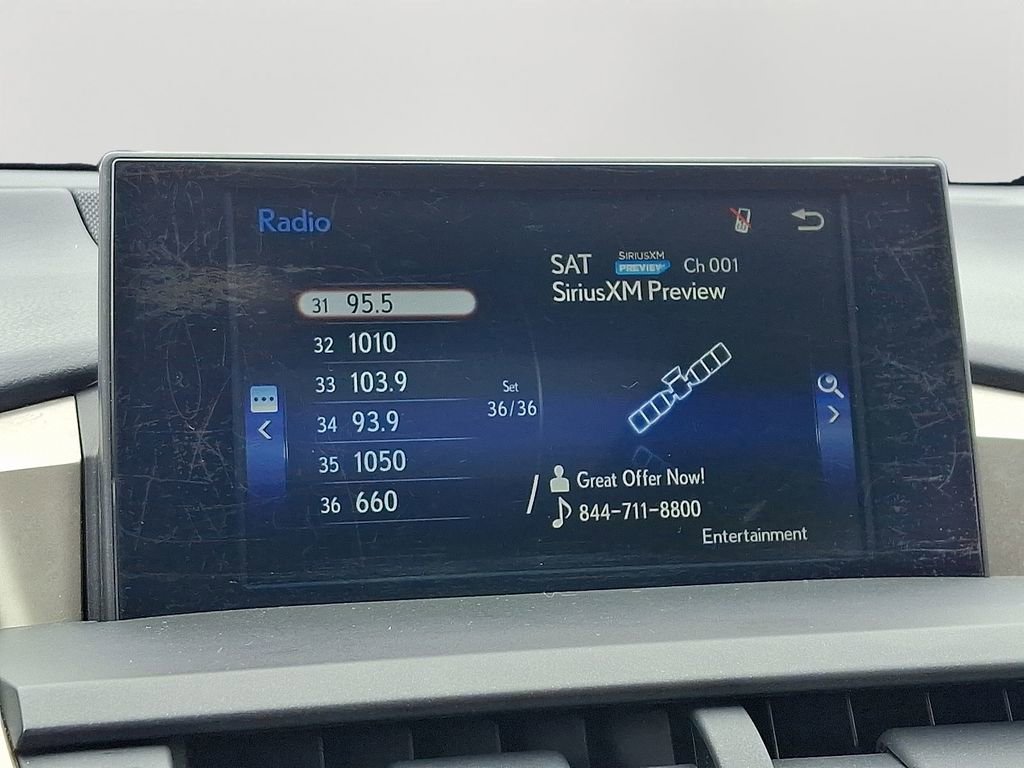 Radio
SAT SIRIUSXM PREVIEW Ch 001
SiriusXM Preview
31 95.5
32 1010
33 103.9
34 93.9
35 1050
36 660
Set
36/36
Great Offer Now!
844-711-8800
Entertainment